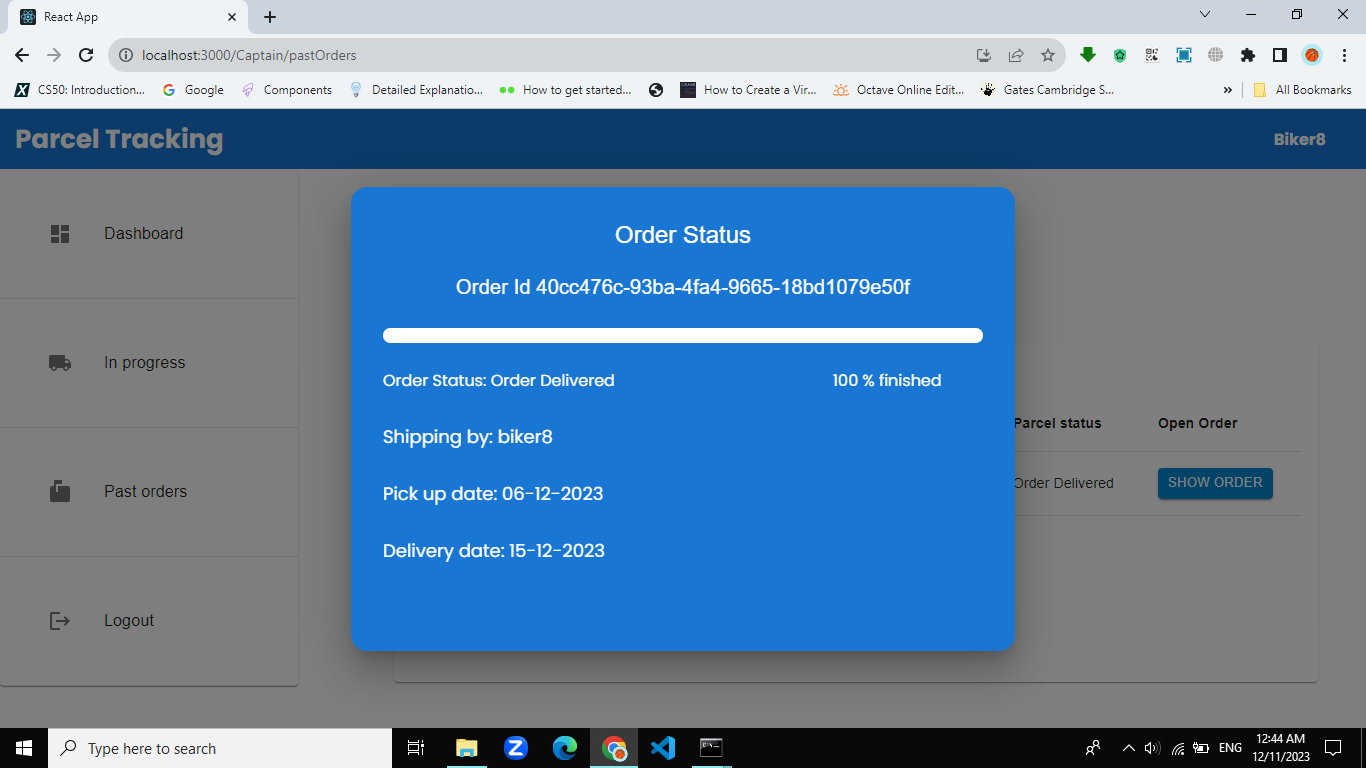 React App
localhost:3000/Captain/pastOrders
CS50: Introduction...
Google
Components
Detailed Explanatio...
How to get started...
How to Create a Vir...
Octave Online Edit...
Gates Cambridge S...
»
All Bookmarks
Parcel Tracking
Biker8
Dashboard
In progress
Past orders
Logout
Order Status
Order Id 40cc476c-93ba-4fa4-9665-18bd1079e50f
Order Status: Order Delivered
100 % finished
Shipping by: biker8
Pick up date: 06-12-2023
Delivery date: 15-12-2023
Parcel status
Open Order
Order Delivered
SHOW ORDER
Type here to search
ENG
12:44 AM
12/11/2023